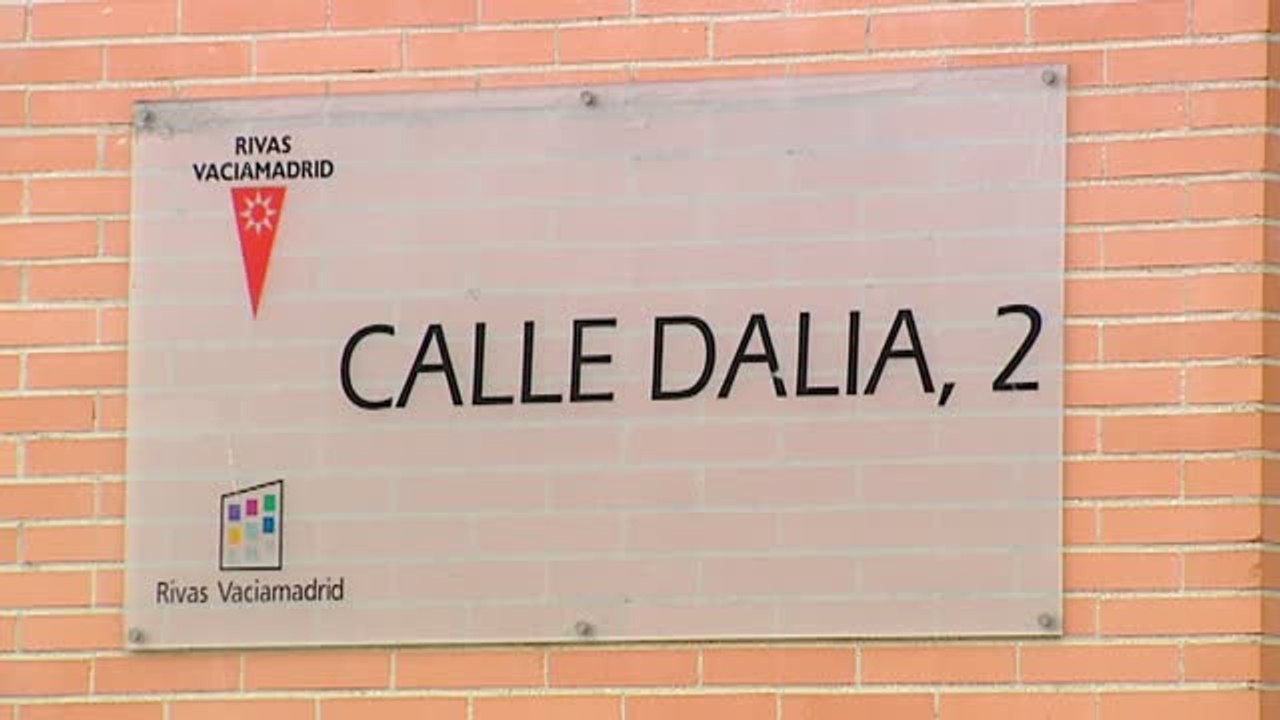 RIVAS
VACIAMADRID
CALLE DALIA, 2
Rivas Vaciamadrid